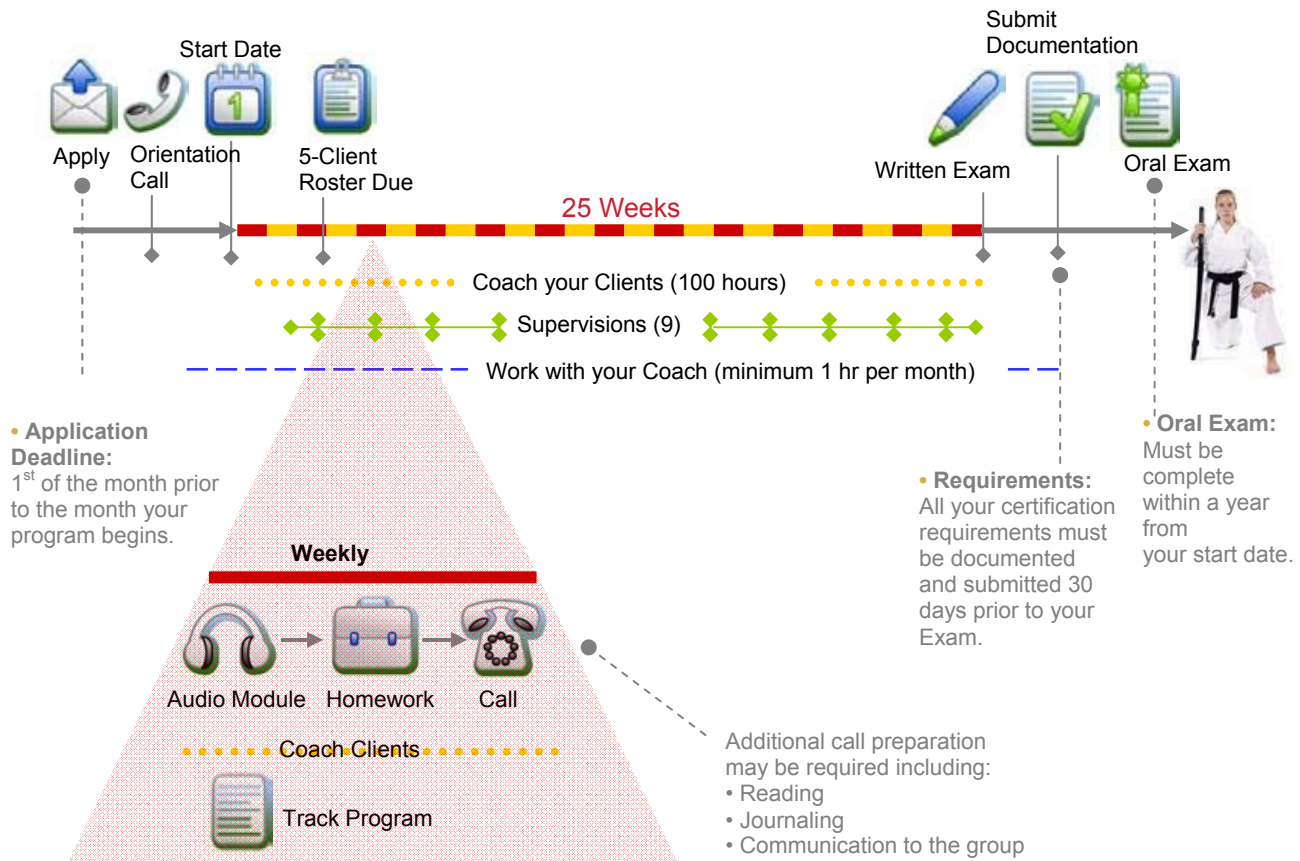 Submit
Documentation
Start Date
1
Apply
Orientation
Call
5-Client
Roster Due
Written Exam
Oral Exam
25 Weeks
Coach your Clients (100 hours)
Supervisions (9)
Work with your Coach (minimum 1 hr per month)
• Application
Deadline:
1st of the month prior
to the month your
program begins.
• Requirements:
All your certification
requirements must
be documented
and submitted 30
days prior to your
Exam.
• Oral Exam:
Must be
complete
within a year
from
your start date.
Weekly
Audio Module
Homework
Call
Coach Clients
Track Program
Additional call preparation
may be required including:
• Reading
• Journaling
• Communication to the group